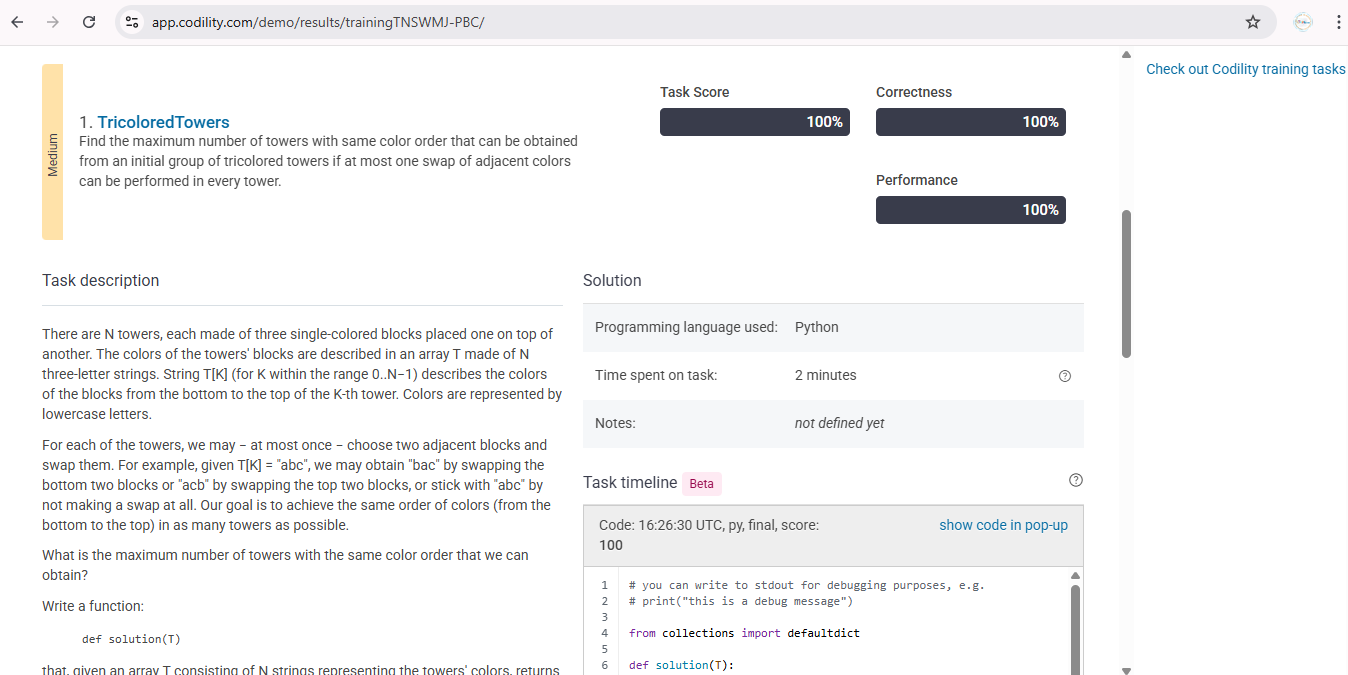 app.codility.com/demo/results/trainingTNSWMJ-PBC/
Check out Codility training tasks
Medium
1. TricoloredTowers
Find the maximum number of towers with same color order that can be obtained
from an initial group of tricolored towers if at most one swap of adjacent colors
can be performed in every tower.
Task Score
100%
Correctness
100%
Performance
100%
Task description
There are N towers, each made of three single-colored blocks placed one on top of
another. The colors of the towers' blocks are described in an array T made of N
three-letter strings. String T[K] (for K within the range 0..N−1) describes the colors
of the blocks from the bottom to the top of the K-th tower. Colors are represented by
lowercase letters.
For each of the towers, we may − at most once − choose two adjacent blocks and
swap them. For example, given T[K] = "abc", we may obtain "bac" by swapping the
bottom two blocks or "acb" by swapping the top two blocks, or stick with "abc" by
not making a swap at all. Our goal is to achieve the same order of colors (from the
bottom to the top) in as many towers as possible.
What is the maximum number of towers with the same color order that we can
obtain?
Write a function:
def solution(T)
that, given an array T consisting of N strings representing the towers' colors, returns
Solution
Programming language used: Python
Time spent on task: 2 minutes
Notes: not defined yet
Task timeline Beta
Code: 16:26:30 UTC, py, final, score:
100
show code in pop-up
1 # you can write to stdout for debugging purposes, e.g.
2 # print("this is a debug message")
3
4 from collections import defaultdict
5
6 def solution(T):